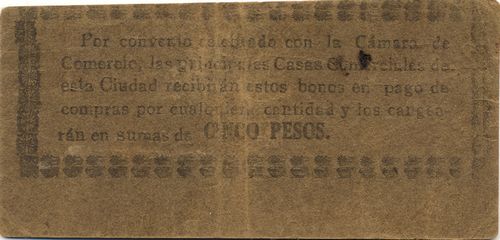 Por convenio celebrado con la Cámara de
Comercio, las principales Casas Comerciales de
esta Ciudad recibirán estos bonos en pago de
compras por cualquiera cantidad y los cangea-
rán en sumas de CINCO PESOS.